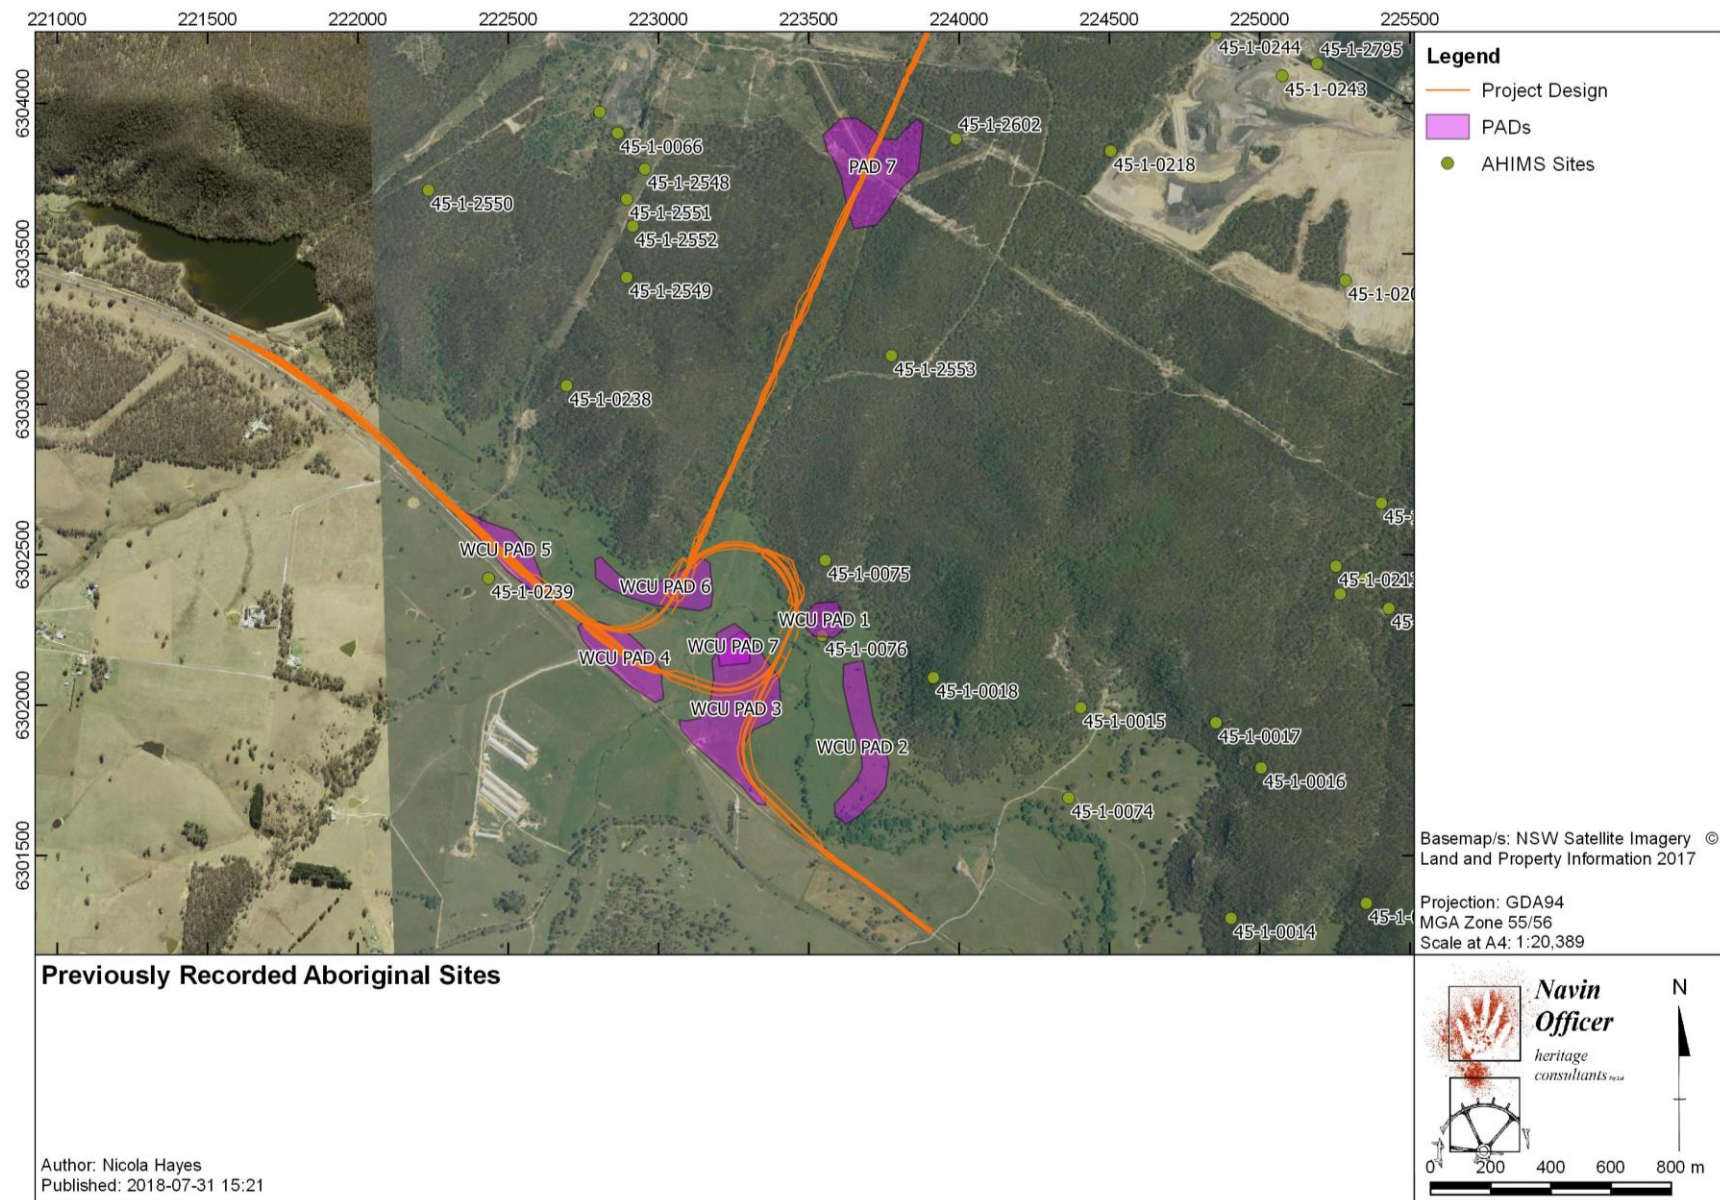 221000 221500 222000 222500 223000 223500 224000 224500 225000 225500
6304000
6303500
6303000
6302500
6302000
6301500
45-1-0244
45-1-2795
45-1-0243
45-1-2602
45-1-0218
45-1-0066
PAD 7
45-1-2548
45-1-2550
45-1-2551
45-1-2552
45-1-2549
45-1-2553
45-1-0238
WCU PAD 5
45-1-0239
WCU PAD 6
45-1-0075
45-1-0213
WCU PAD 1
WCU PAD 7
45-1-0076
WCU PAD 4
45-1-0018
WCU PAD 3
45-1-0015
45-1-0017
WCU PAD 2
45-1-0016
45-1-0074
45-1-0014
Legend
Project Design
PADs
AHIMS Sites
Basemap/s: NSW Satellite Imagery ©
Land and Property Information 2017
Projection: GDA94
MGA Zone 55/56
Scale at A4: 1:20,389
Previously Recorded Aboriginal Sites
Author: Nicola Hayes
Published: 2018-07-31 15:21
Navin
Officer
heritage
consultants
N
0 200 400 600 800 m